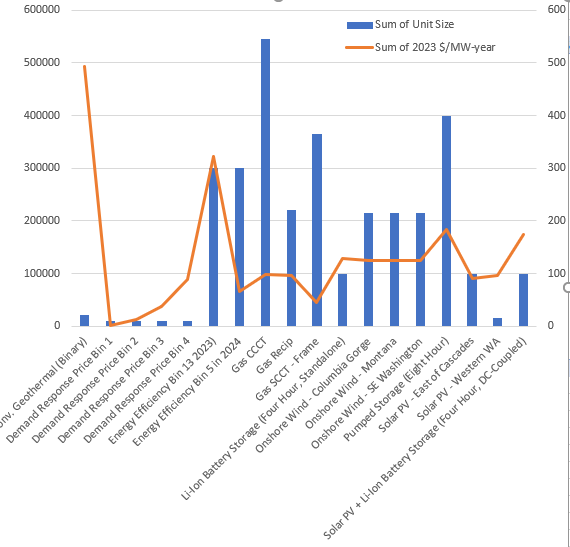 600000
500000
400000
300000
200000
100000
0
600
500
400
300
200
100
0
Sum of Unit Size
Sum of 2023 $/MW-year
Geothermal (Binary)
Demand Response Price Bin 1
Demand Response Price Bin 2
Demand Response Price Bin 3
Demand Response Price Bin 4
Energy Efficiency Bin 13 2023)
Energy Efficiency Bin 5 in 2024
Gas CCCT
Gas Recip
Gas SCCT - Frame
Li-Ion Battery Storage (Four Hour, Standalone)
Onshore Wind - Columbia Gorge
Onshore Wind - Montana
Onshore Wind - SE Washington
Pumped Storage (Eight Hour)
Solar PV - East of Cascades
Solar PV - Western WA
Solar PV + Li-Ion Battery Storage (Four Hour, DC-Coupled)